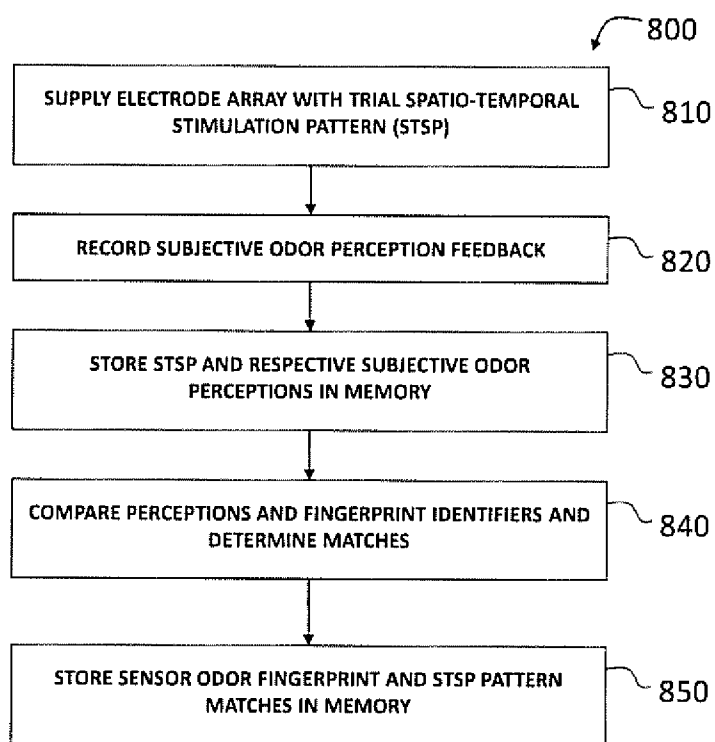 800
SUPPLY ELECTRODE ARRAY WITH TRIAL SPATIO-TEMPORAL
STIMULATION PATTERN (STSP)
810
RECORD SUBJECTIVE ODOR PERCEPTION FEEDBACK
820
STORE STSP AND RESPECTIVE SUBJECTIVE ODOR
PERCEPTIONS IN MEMORY
830
COMPARE PERCEPTIONS AND FINGERPRINT IDENTIFIERS AND
DETERMINE MATCHES
840
STORE SENSOR ODOR FINGERPRINT AND STSP PATTERN
MATCHES IN MEMORY
850